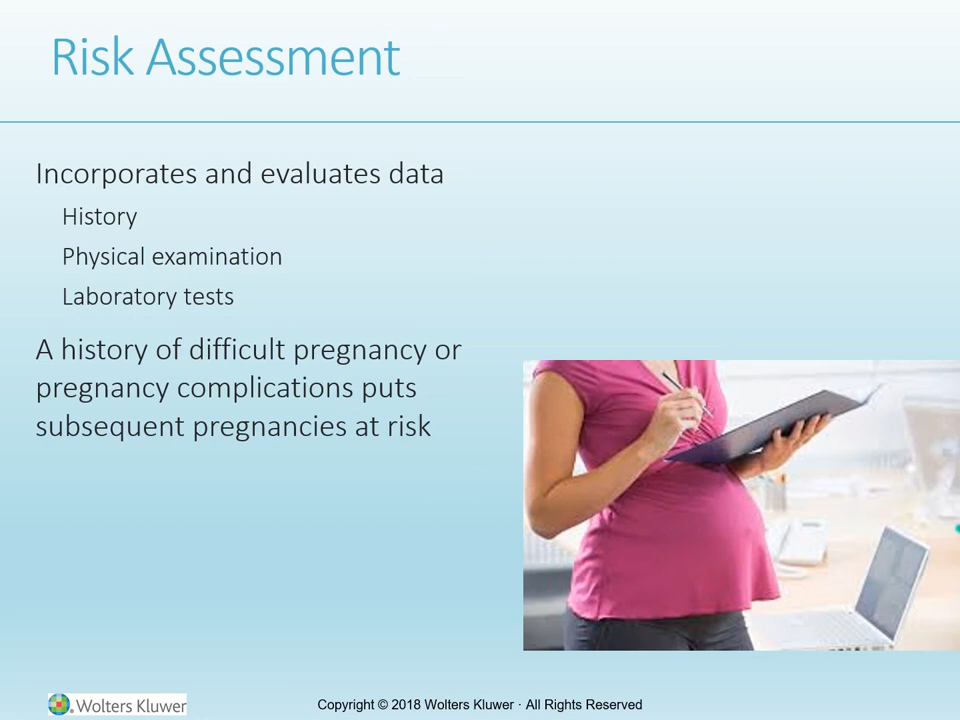 Risk Assessment
Incorporates and evaluates data
History
Physical examination
Laboratory tests
A history of difficult pregnancy or
pregnancy complications puts
subsequent pregnancies at risk
Wolters Kluwer
Copyright © 2018 Wolters Kluwer · All Rights Reserved